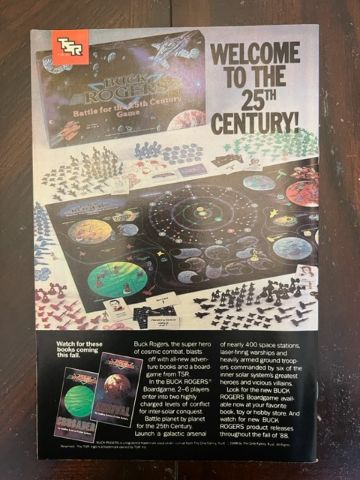 TSR
WELCOME
TO THE
25TH
CENTURY!
BUCK
ROGERS
Battle for the 25th Century
Game
Watch for these
books coming
this fall.
ARRIVAL
Buck Rogers, the super hero
of cosmic combat, blasts
off with all-new adven-
ture books and a board
game from TSR.
In the BUCK ROGERS™
Boardgame, 2-6 players
enter into two highly
charged levels of conflict
for inter-solar conquest.
Battle planet by planet
for the 25th Century.
Launch a galactic arsenal
of nearly 400 space stations,
laser-firing warships and
heavily armed ground troop-
ers commanded by six of the
inner solar system's greatest
heroes and vicious villains.
Look for the new BUCK
ROGERS Boardgame avail-
able now at your favorite
book, toy or hobby store. And
watch for new BUCK
ROGERS product releases
throughout the fall of '88.